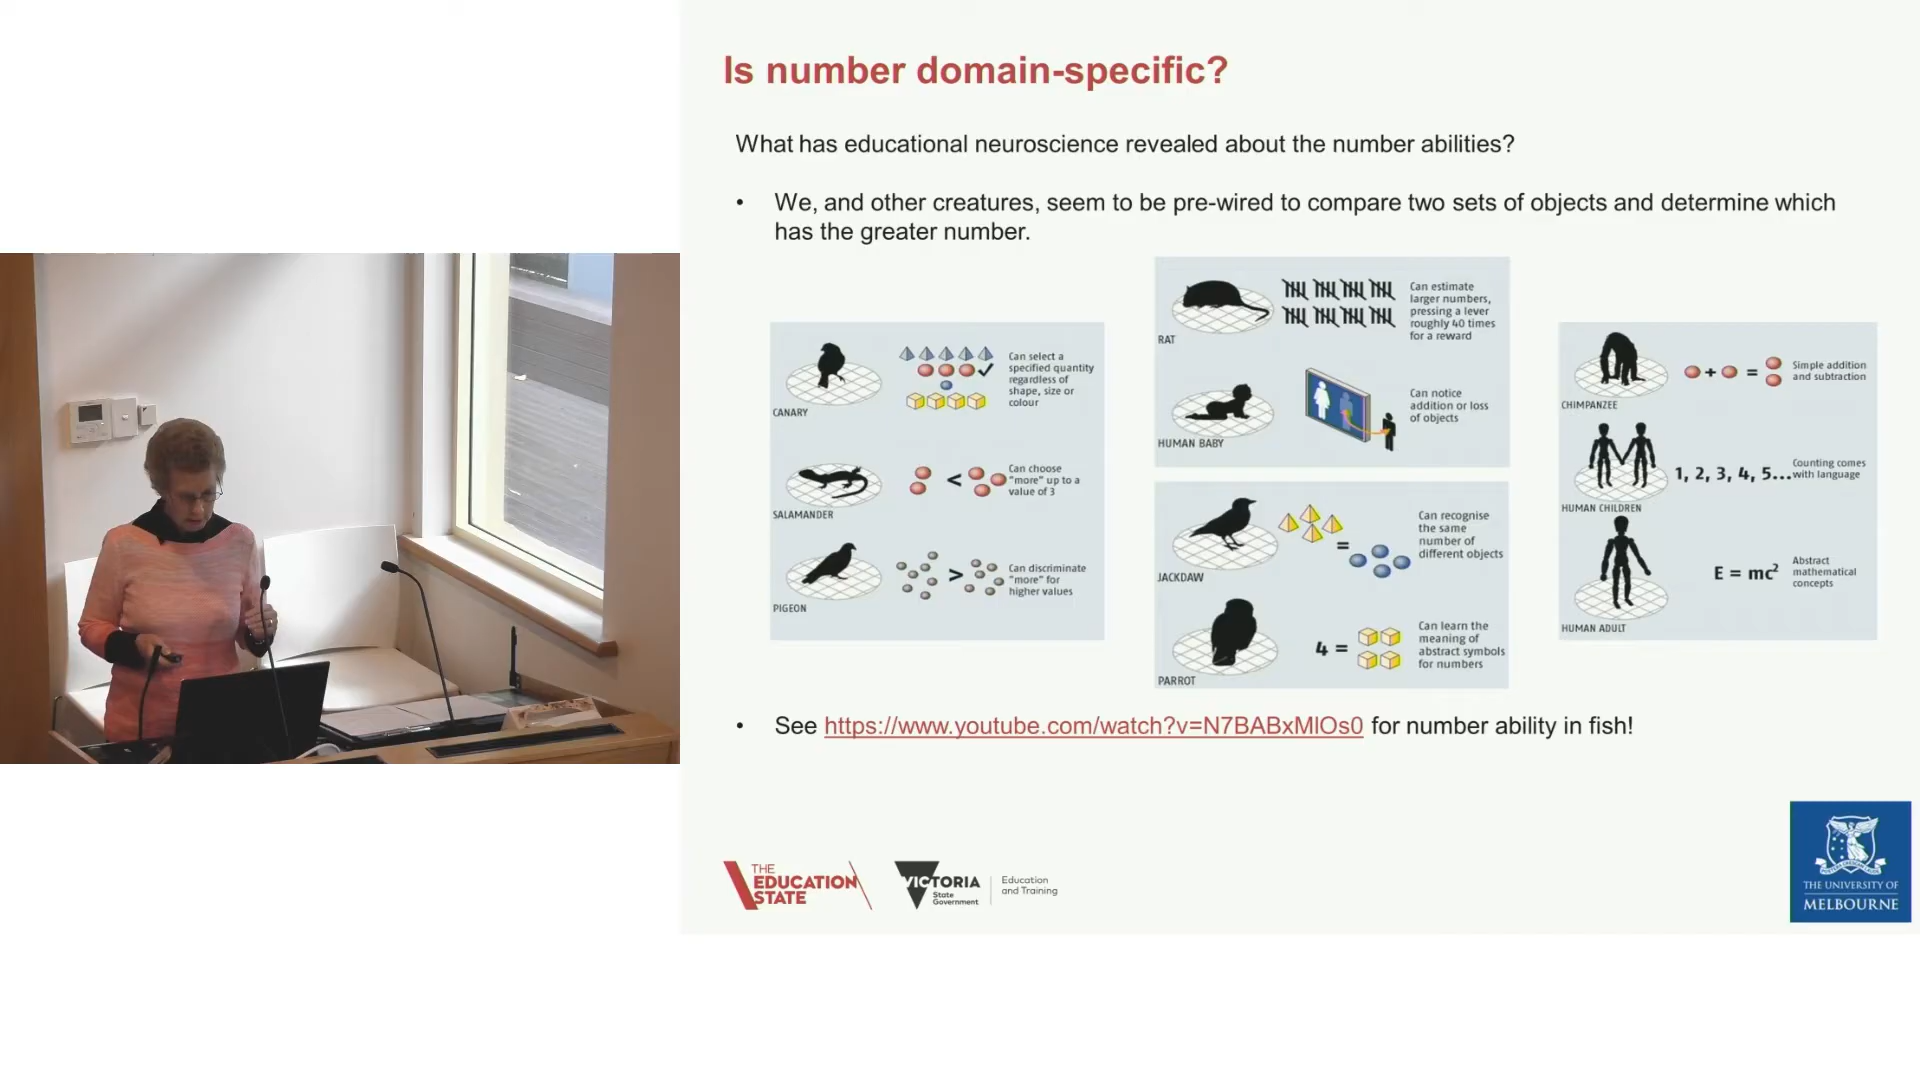 Is number domain-specific?
What has educational neuroscience revealed about the number abilities?
• We, and other creatures, seem to be pre-wired to compare two sets of objects and determine which
has the greater number.
CANARY
Can select a
specified quantity
regardless of
shape, size or
colour
SALAMANDER
<
Can choose
"more" up to a
value of 3
PIGEON
>
Can discriminate
"more" for
higher values
RAT
Can estimate
larger numbers,
pressing a lever
roughly 40 times
for a reward
HUMAN BABY
Can notice
addition or loss
of objects
JACKDAW
=
Can recognise
the same
number of
different objects
PARROT
4 =
Can learn the
meaning of
abstract symbols
for numbers
CHIMPANZEE
+ =
Simple addition
and subtraction
HUMAN CHILDREN
1, 2, 3, 4, 5...
Counting comes
with language
HUMAN ADULT
E = mc²
Abstract
mathematical
concepts
• See https://www.youtube.com/watch?v=N7BABxMlOs0 for number ability in fish!
THE
EDUCATION
STATE
VICTORIA
State
Government
Education
and Training
THE UNIVERSITY OF
MELBOURNE